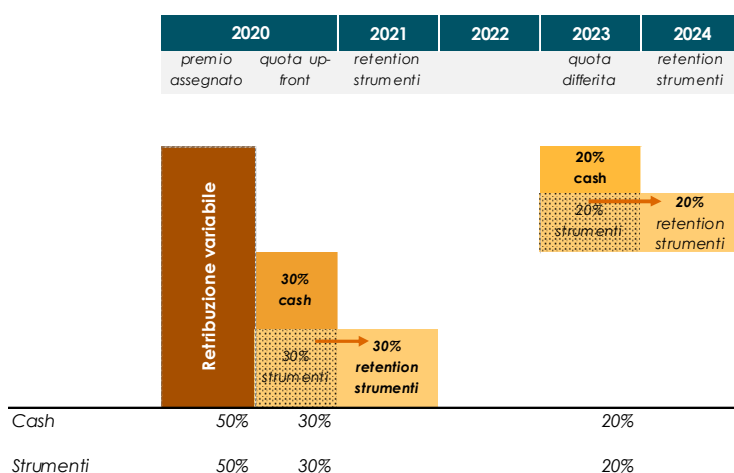 2020 2021 2022 2023 2024
premio assegnato quota up-front retention strumenti quota differita retention strumenti
Retribuzione variabile
20%
cash
20%
strumenti
20%
retention
strumenti
30%
cash
30%
strumenti
30%
retention
strumenti
Cash 50% 30% 20%
Strumenti 50% 30% 20%